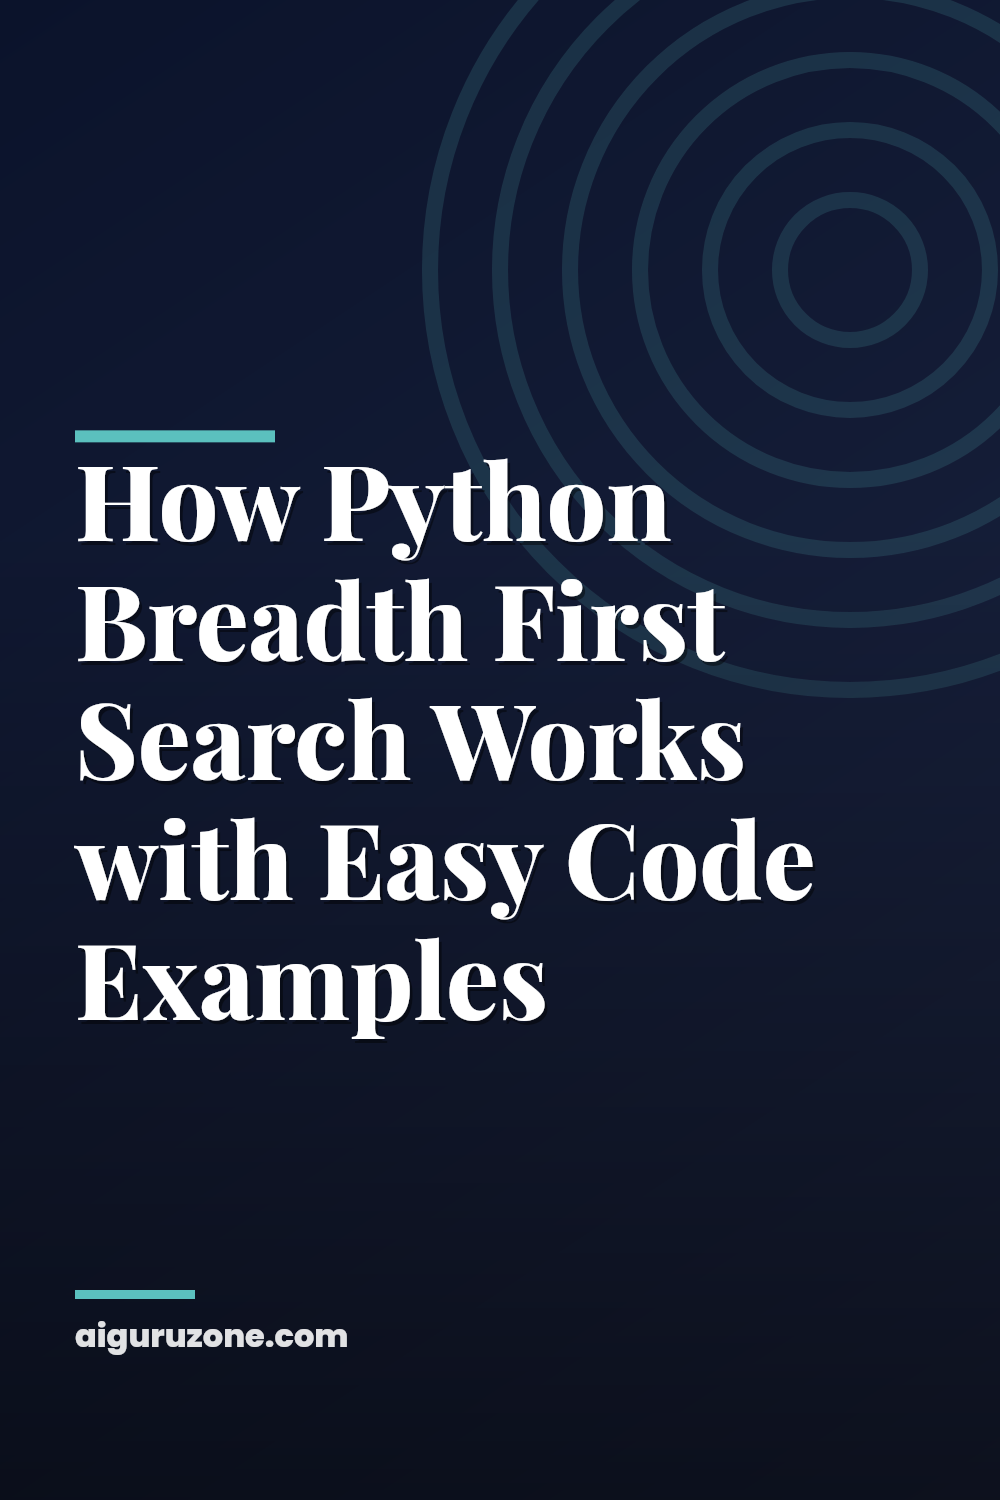 How Python
Breadth First
Search Works
with Easy Code
Examples
aiguruzone.com